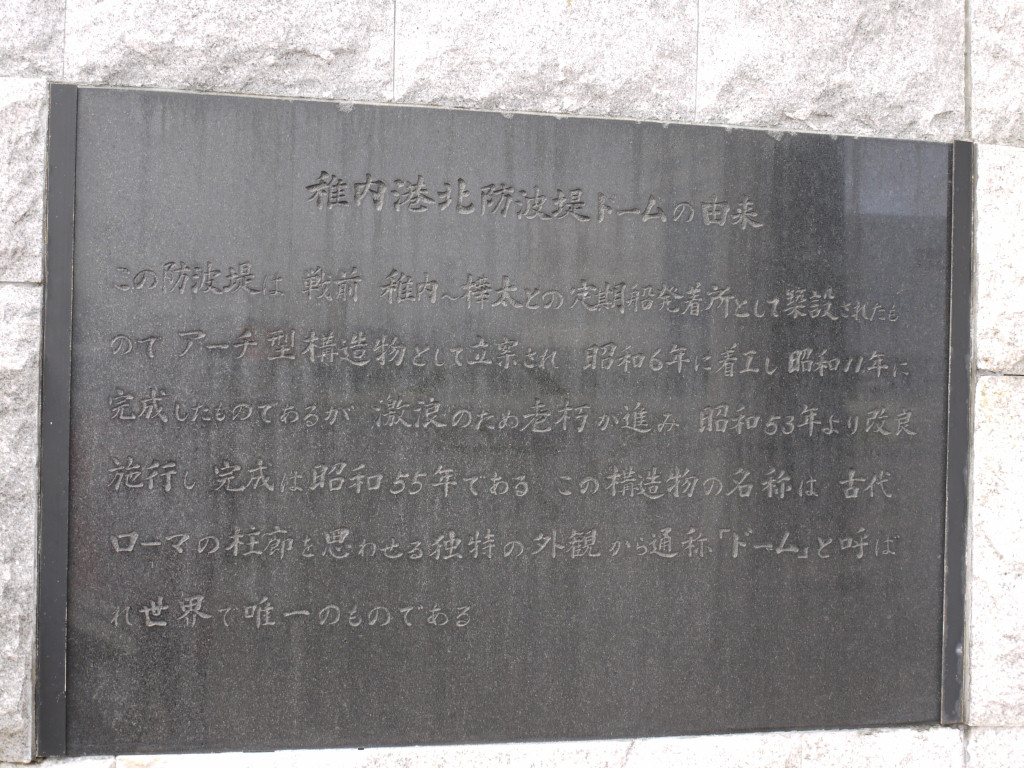 稚内港北防波堤ドームの由来
この防波堤は 戦前 稚内~樺太との定期船発着所として築設されたも
ので アーチ型構造物として立案され 昭和6年に着工し 昭和11年に
完成したものであるが 激浪のため老朽が進み 昭和53年より改良
施行し 完成は昭和55年である この構造物の名称は 古代
ローマの柱廊を思わせる独特の外観から通称「ドーム」と呼ば
れ世界で唯一のものである